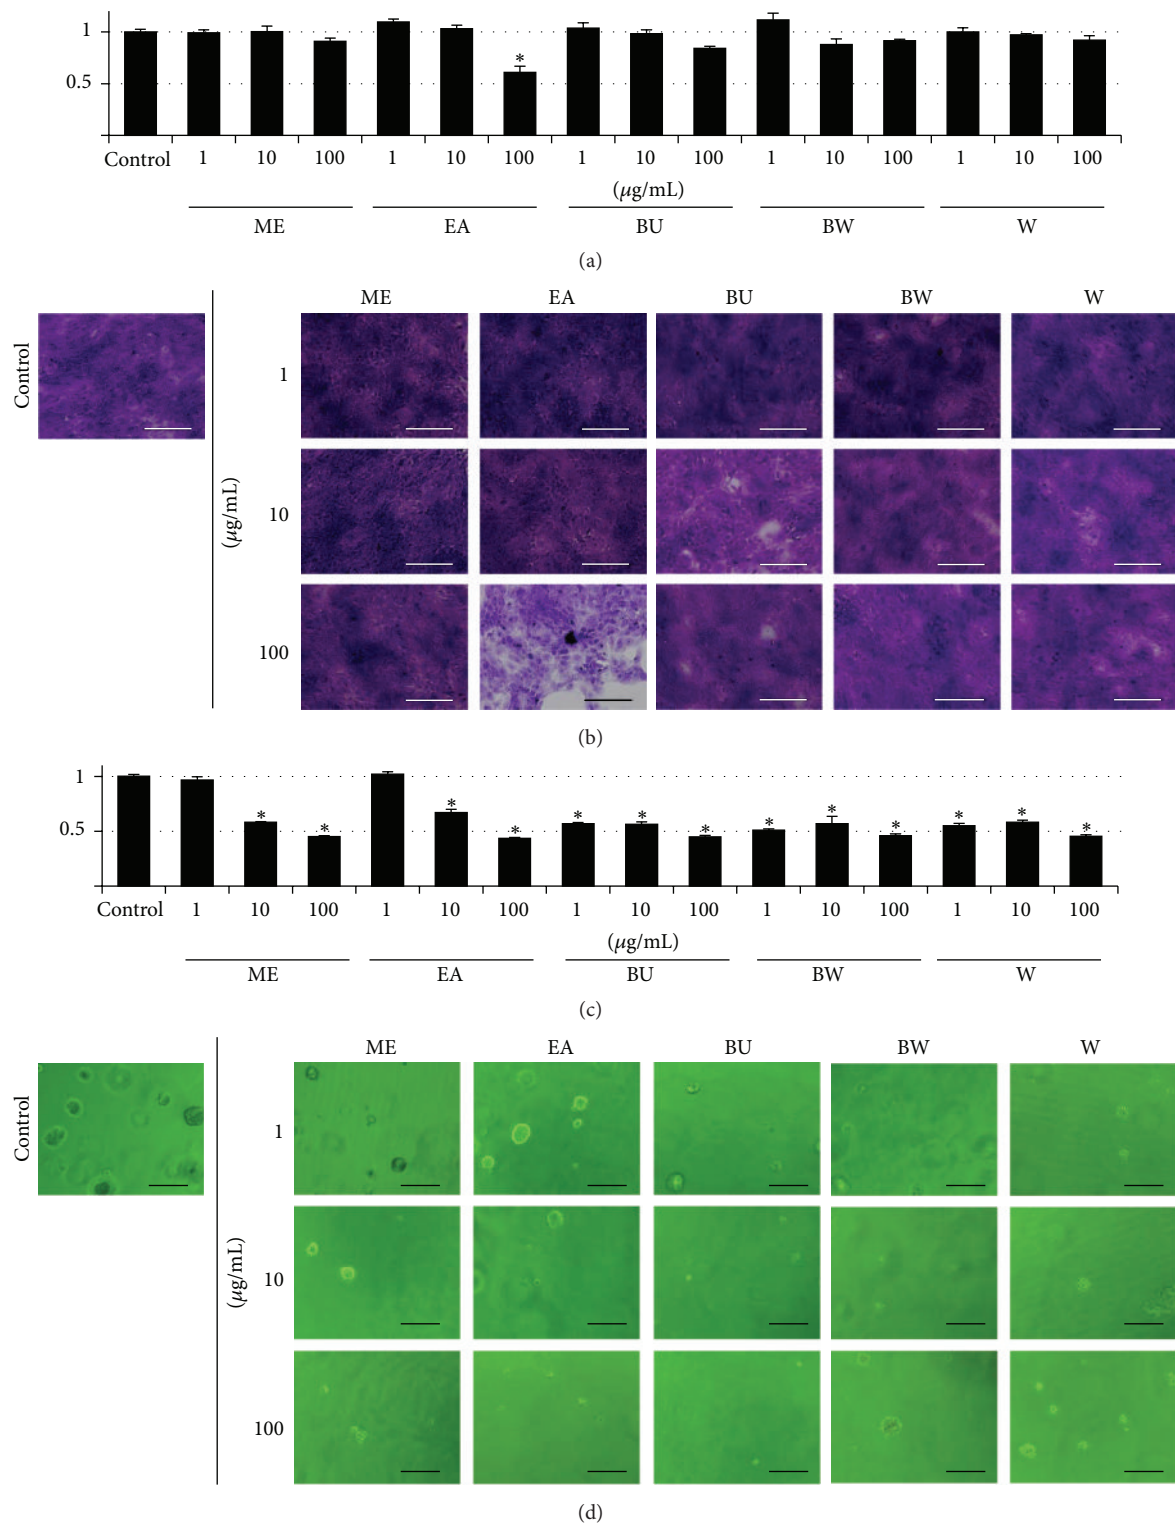 1
*
0.5
Control 1 10 100 1 10 100 1 10 100 1 10 100 1 10 100
(μg/mL)
ME EA BU BW W
(a)
ME EA BU BW W
Control
1
(μg/mL)
10
100
(b)
1
* * * * * * * * * * * * *
0.5
Control 1 10 100 1 10 100 1 10 100 1 10 100 1 10 100
(μg/mL)
ME EA BU BW W
(c)
ME EA BU BW W
Control
1
(μg/mL)
10
100
(d)